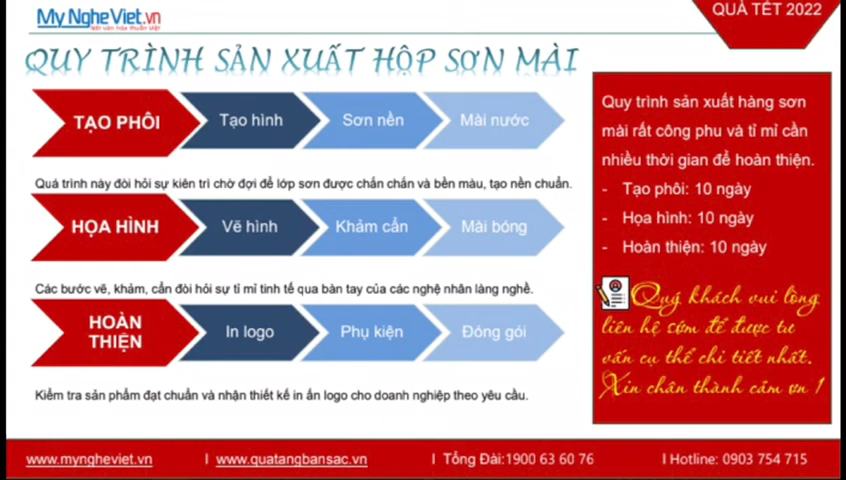 MyNgheViet.vn
nét văn hóa thuần việt
QUÀ TẾT 2022
QUY TRÌNH SẢN XUẤT HỘP SƠN MÀI
TẠO PHÔI
Tạo hình
Sơn nền
Mài nước
Quá trình này đòi hỏi sự kiên trì chờ đợi để lớp sơn được chắn chắn và bền màu, tạo nền chuẩn.
HỌA HÌNH
Vẽ hình
Khảm cẩn
Mài bóng
Các bước vẽ, khảm, cẩn đòi hỏi sự tỉ mỉ tinh tế qua bàn tay của các nghệ nhân làng nghề.
HOÀN
THIỆN
In logo
Phụ kiện
Đóng gói
Kiểm tra sản phẩm đạt chuẩn và nhận thiết kế in ấn logo cho doanh nghiệp theo yêu cầu.
Quy trình sản xuất hàng sơn
mài rất công phu và tỉ mỉ cần
nhiều thời gian để hoàn thiện.
- Tạo phôi: 10 ngày
- Họa hình: 10 ngày
- Hoàn thiện: 10 ngày
Quý khách vui lòng
liên hệ sớm để được tư
vấn cụ thể chi tiết nhất.
Xin chân thành cảm ơn !
www.myngheviet.vn I www.quatangbansac.vn I Tổng Đài:1900 63 60 76 I Hotline: 0903 754 715